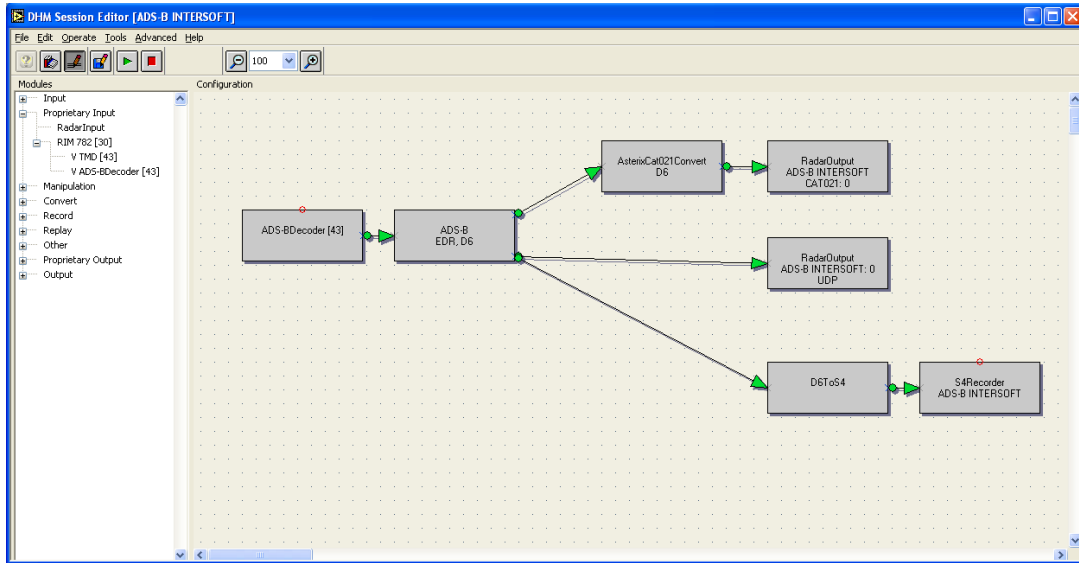 DHM Session Editor [ADS-B INTERSOFT]
File Edit Operate Tools Advanced Help
100
Modules
Configuration
Input
Proprietary Input
RadarInput
RIM 782 [30]
V TMD [43]
V ADS-BDecoder [43]
Manipulation
Convert
Record
Replay
Other
Proprietary Output
Output
AsterixCat021Convert
D6
RadarOutput
ADS-B INTERSOFT
CAT021: 0
ADS-BDecoder [43]
ADS-B
EDR, D6
RadarOutput
ADS-B INTERSOFT: 0
UDP
D6ToS4
S4Recorder
ADS-B INTERSOFT